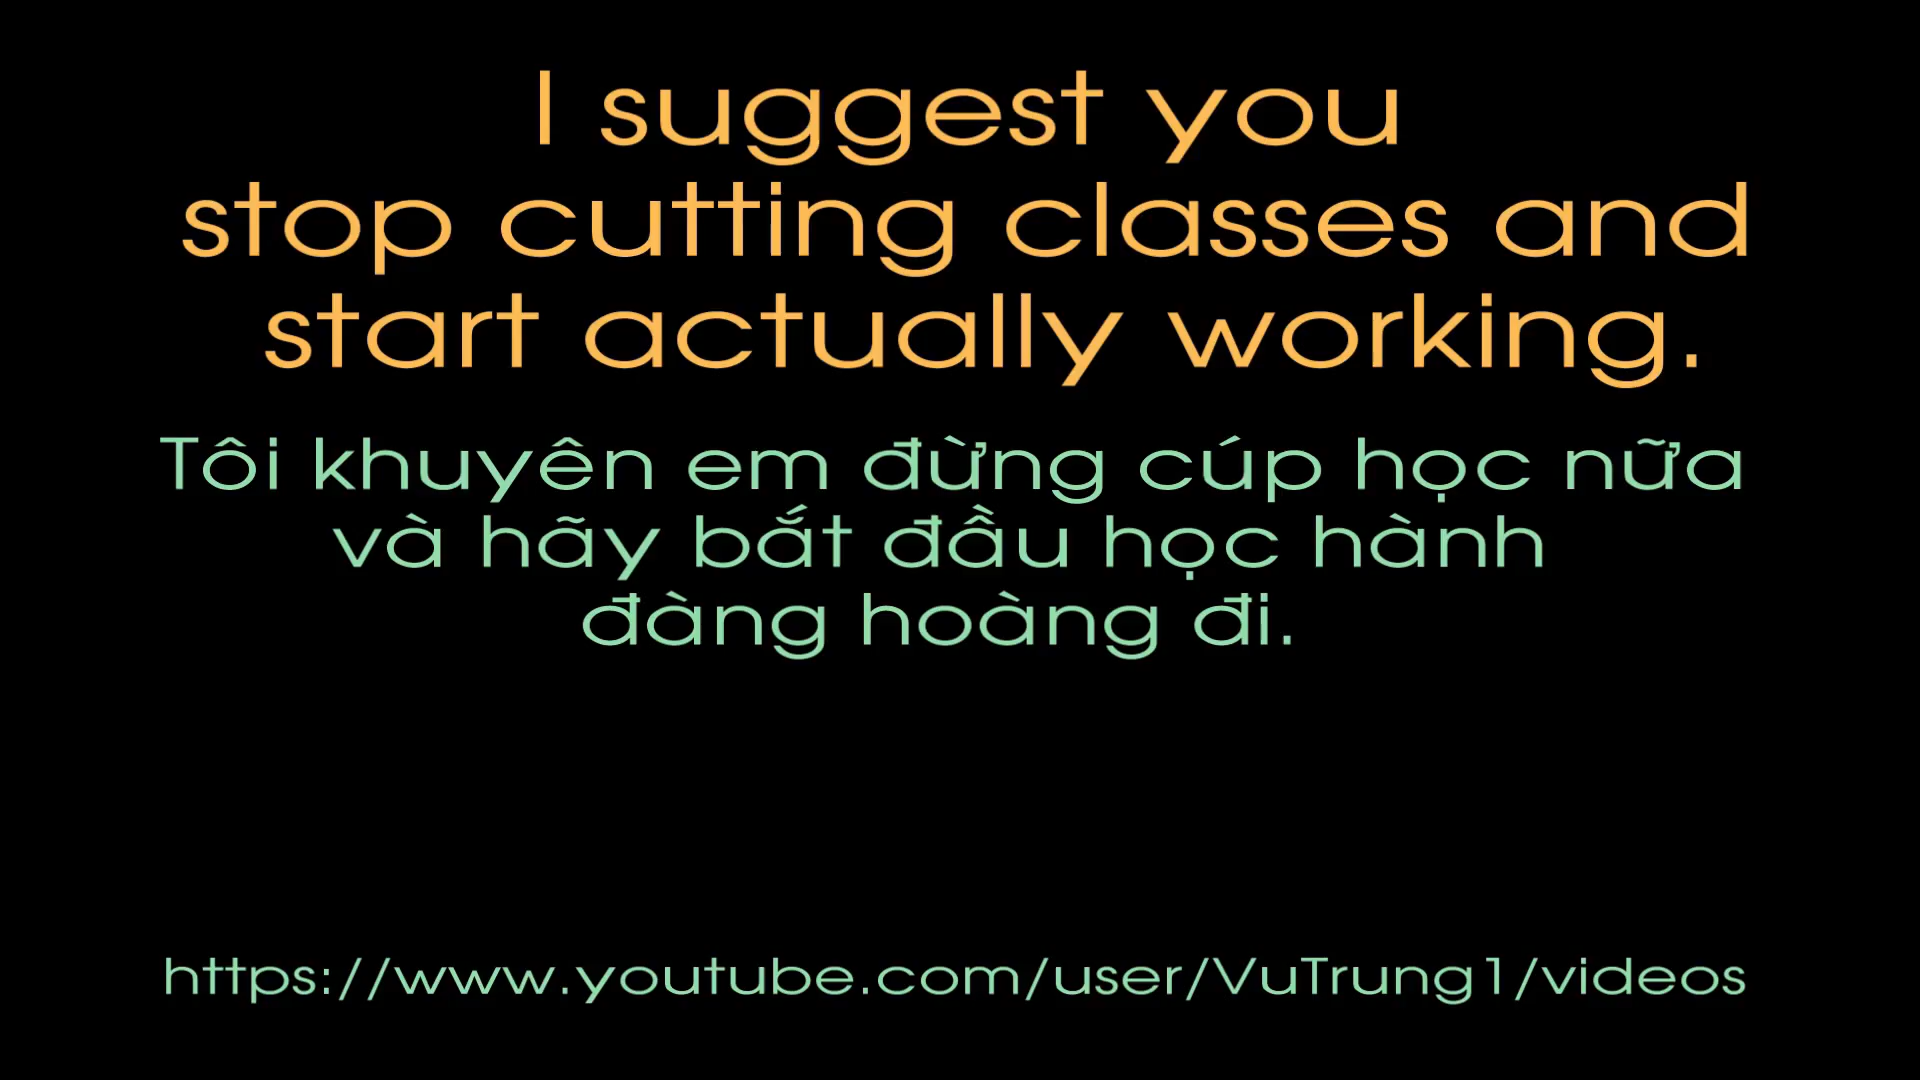 I suggest you
stop cutting classes and
start actually working.
Tôi khuyên em đừng cúp học nữa
và hãy bắt đầu học hành
đàng hoàng đi.
https://www.youtube.com/user/VuTrung1/videos